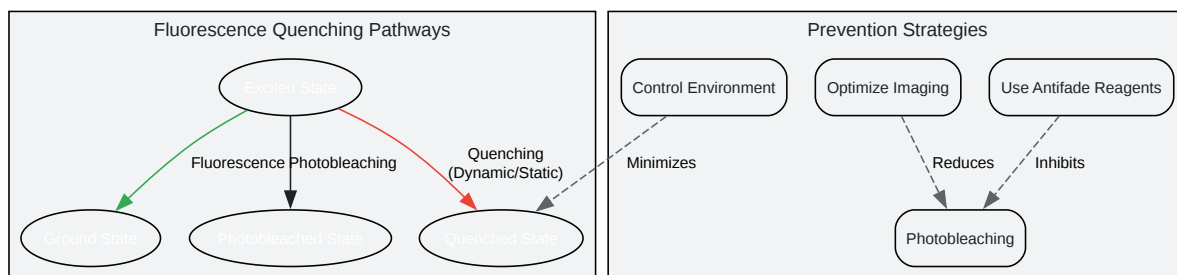 Fluorescence Quenching Pathways
Prevention Strategies
Excited State
Control Environment
Optimize Imaging
Use Antifade Reagents
Fluorescence
Photobleaching
Quenching
(Dynamic/Static)
Minimizes
Reduces
Inhibits
Ground State
Photobleached State
Quenched State
Photobleaching